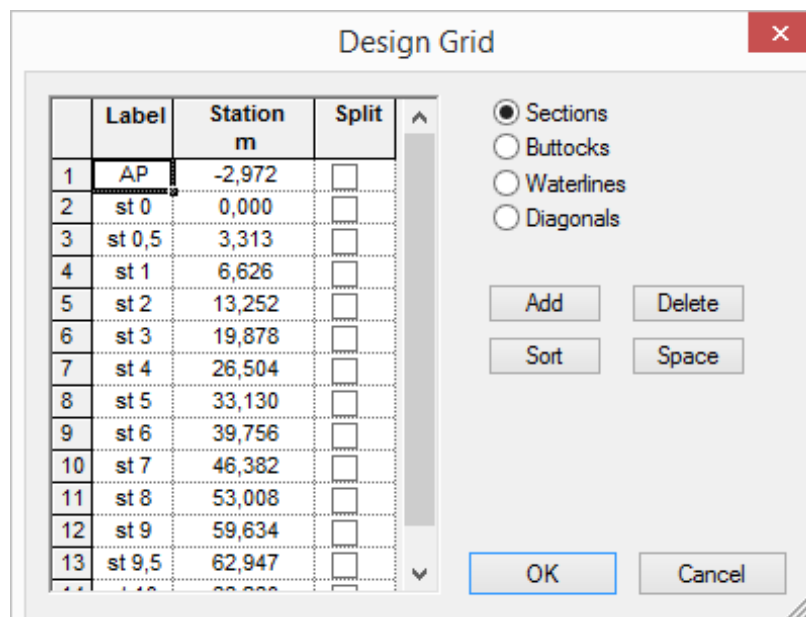 Design Grid
Label Station m Split
1 AP -2,972
2 st 0 0,000
3 st 0,5 3,313
4 st 1 6,626
5 st 2 13,252
6 st 3 19,878
7 st 4 26,504
8 st 5 33,130
9 st 6 39,756
10 st 7 46,382
11 st 8 53,008
12 st 9 59,634
13 st 9,5 62,947
Sections
Buttocks
Waterlines
Diagonals
Add Delete
Sort Space
OK Cancel